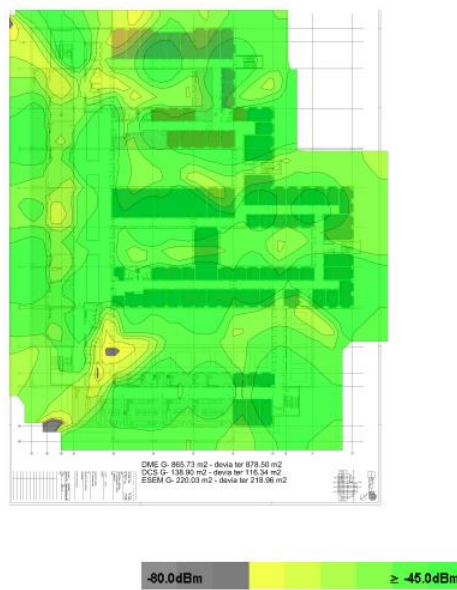 DME G- 865.73 m2 - devia ter 878.50 m2
DCS G- 138.90 m2 - devia ter 116.34 m2
ESEM G- 220.03 m2 - devia ter 218.96 m2
-80.0dBm ≥ -45.0dBm